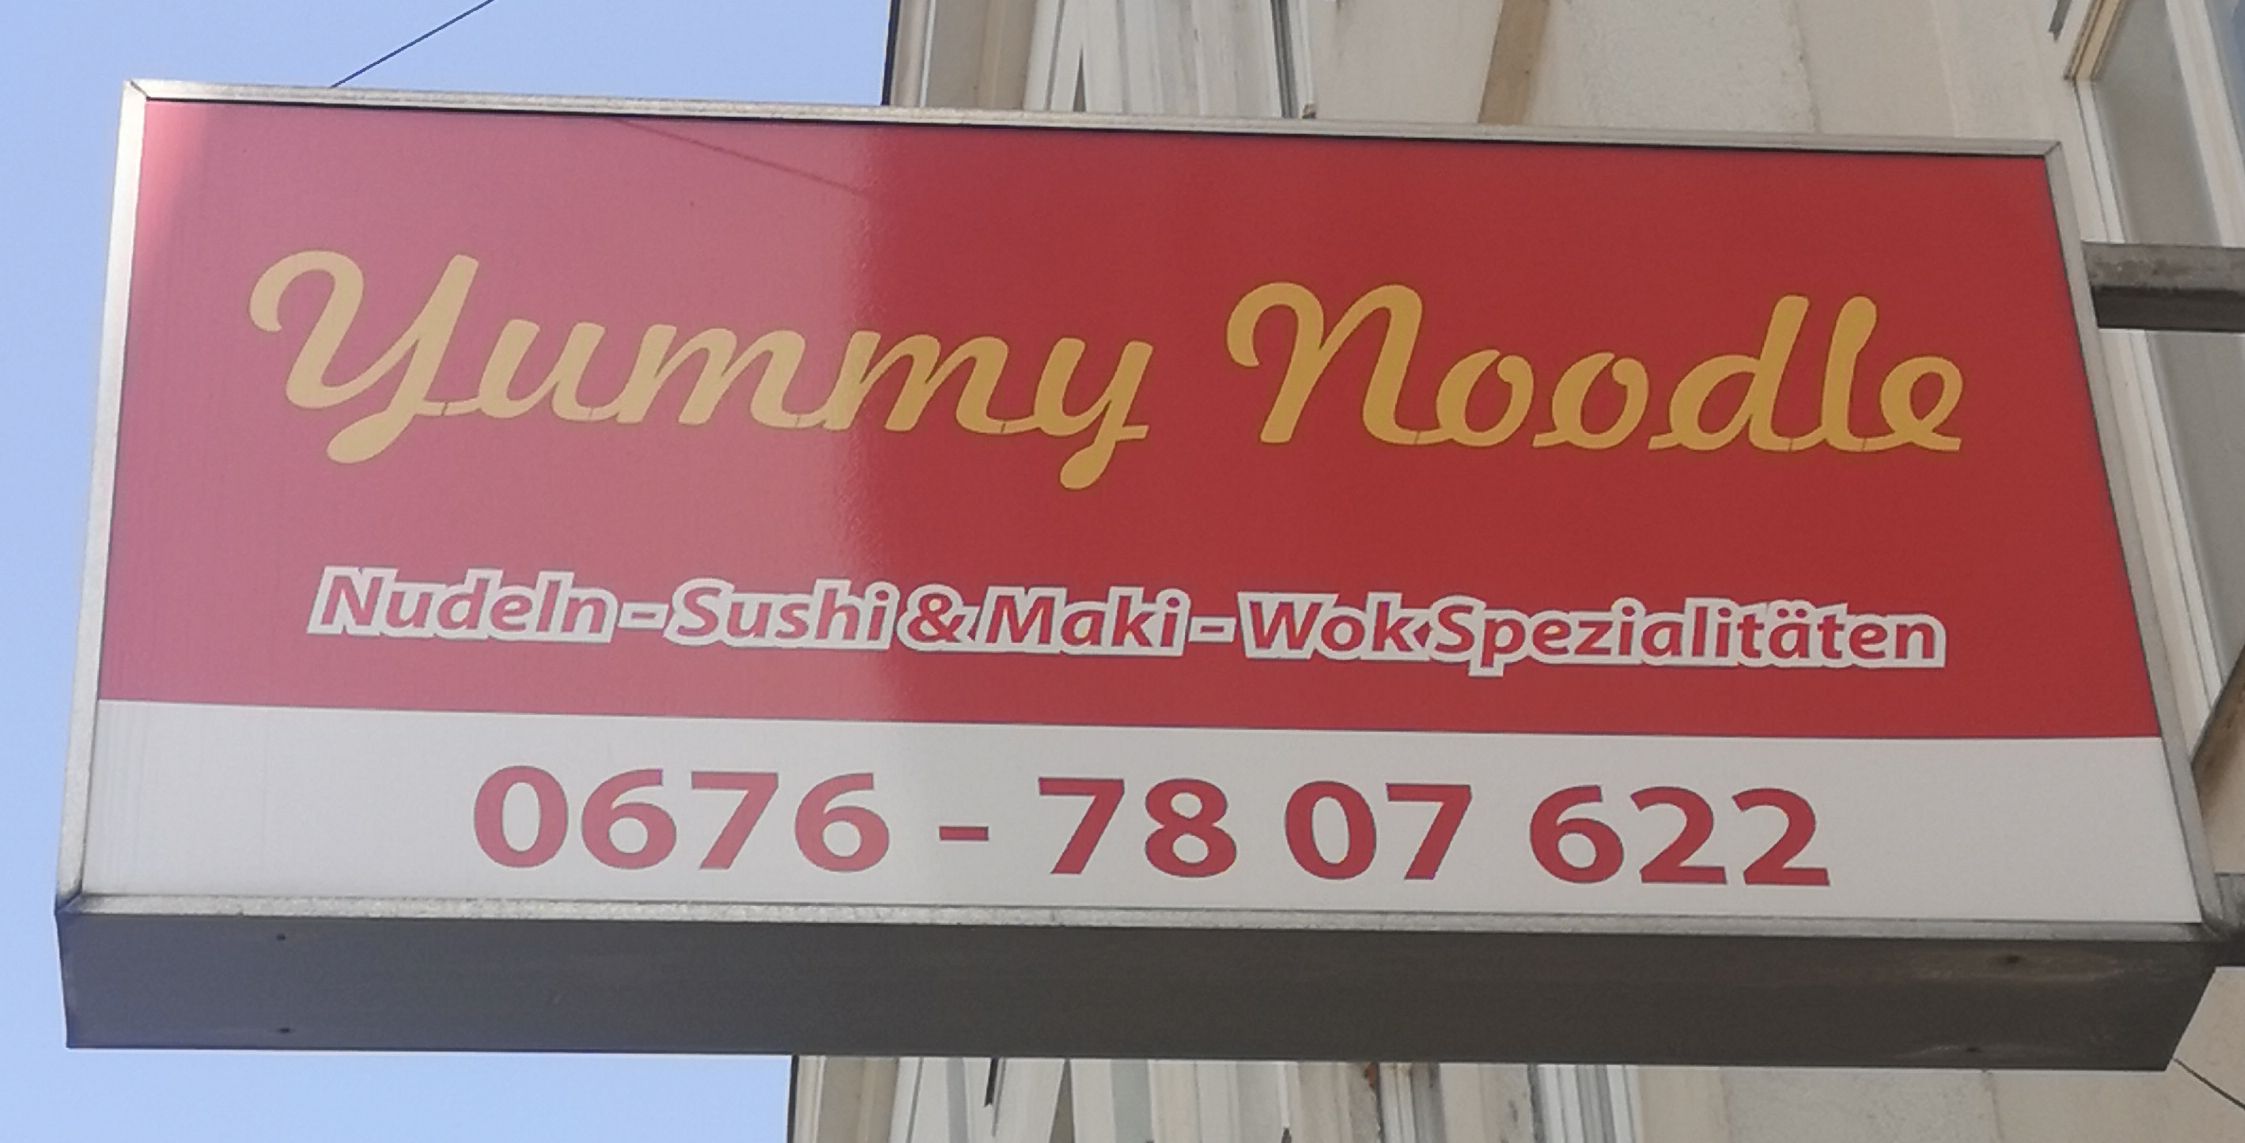 Yummy Noodle
Nudeln - Sushi & Maki - Wok Spezialitäten
0676 - 78 07 622